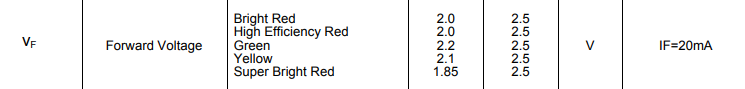 Bright Red 2.0 2.5
High Efficiency Red 2.0 2.5
VF Forward Voltage Green 2.2 2.5 V IF=20mA
Yellow 2.1 2.5
Super Bright Red 1.85 2.5